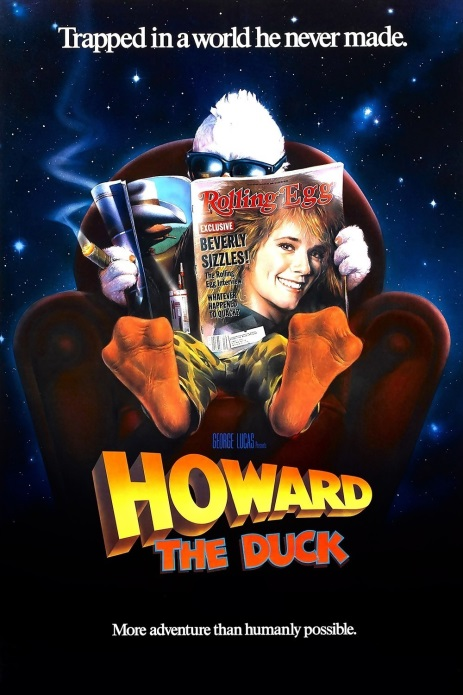 Trapped in a world he never made.
Rolling Egg
EXCLUSIVE
BEVERLY
SIZZLES!
The Rolling
Egg Interview
WHATEVER
HAPPENED
TO QUACK?
GEORGE LUCAS Presents
HOWARD
THE DUCK
More adventure than humanly possible.